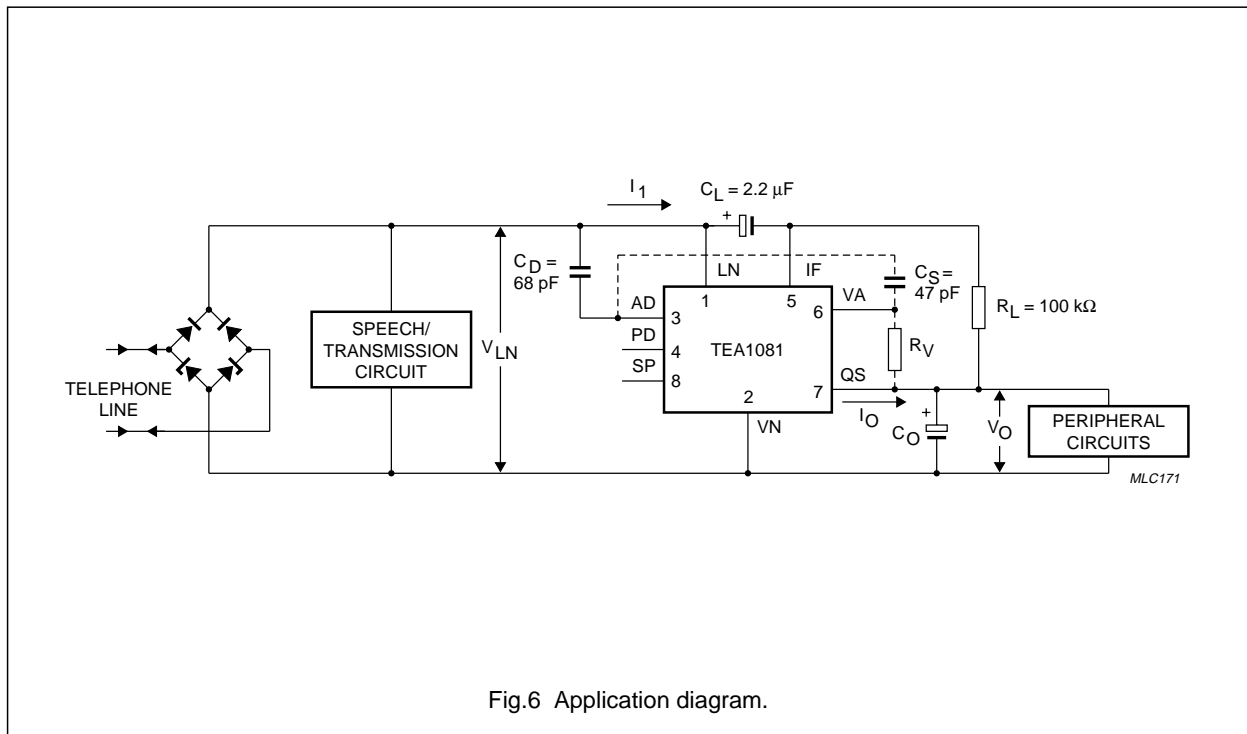 I1
CL = 2.2 μF
CD =
68 pF
LN
IF
CS =
47 pF
AD
1
5
VA
3
6
RL = 100 kΩ
SPEECH/
TRANSMISSION
CIRCUIT
VLN
PD
4
TEA1081
RV
SP
8
QS
2
7
TELEPHONE
LINE
VN
IO
+
CO
VO
PERIPHERAL
CIRCUITS
+
MLC171
Fig.6 Application diagram.